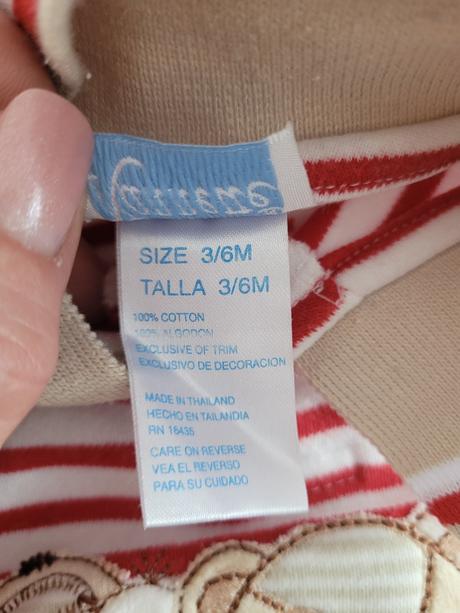 SIZE 3/6M
TALLA 3/6M
100% COTTON
100% ALGODON
EXCLUSIVE OF TRIM
EXCLUSIVO DE DECORACION
MADE IN THAILAND
HECHO EN TAILANDIA
RN 16435
CARE ON REVERSE
VEA EL REVERSO
PARA SU CUIDADO